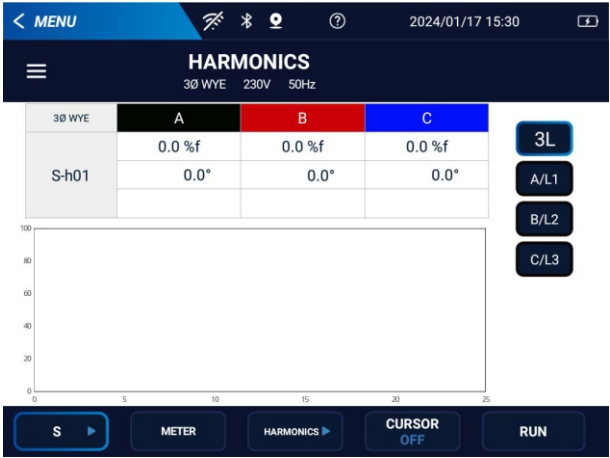 MENU
2024/01/17 15:30
HARMONICS
3Ø WYE 230V 50Hz
3Ø WYE A B C
0.0 %f 0.0 %f 0.0 %f
S-h01 0.0° 0.0° 0.0°
3L
A/L1
B/L2
C/L3
100
80
60
40
20
0
0 5 10 15 20 25
S METER HARMONICS CURSOR OFF RUN